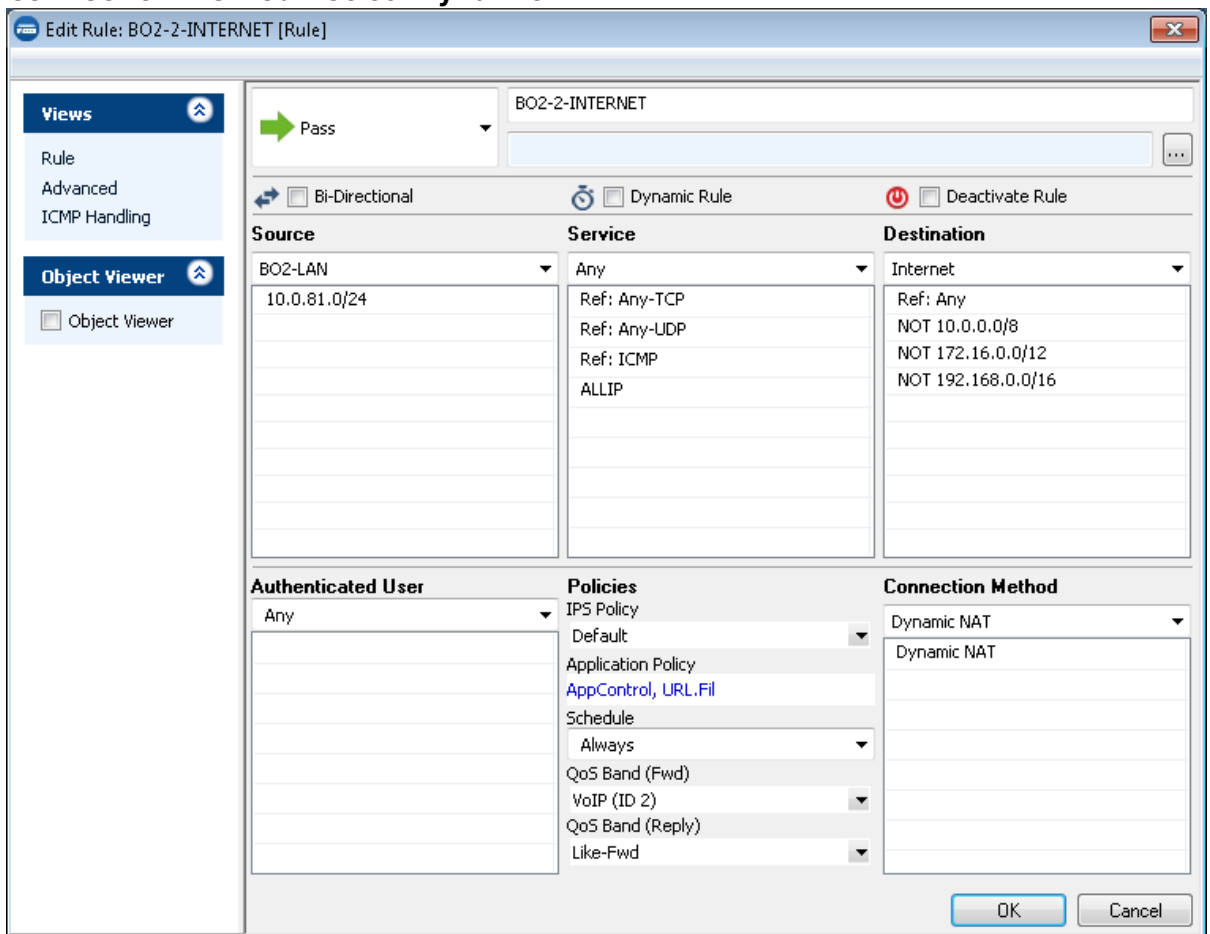 Edit Rule: BO2-2-INTERNET [Rule]
Views
Rule
Advanced
ICMP Handling
Object Viewer
Object Viewer
Pass
BO2-2-INTERNET
...
Bi-Directional
Dynamic Rule
Deactivate Rule
Source
Service
Destination
BO2-LAN
Any
Internet
10.0.81.0/24
Ref: Any-TCP
Ref: Any-UDP
Ref: ICMP
ALLIP
Ref: Any
NOT 10.0.0.0/8
NOT 172.16.0.0/12
NOT 192.168.0.0/16
Authenticated User
Any
Policies
IPS Policy
Default
Application Policy
AppControl, URL.Fil
Schedule
Always
QoS Band (Fwd)
VoIP (ID 2)
QoS Band (Reply)
Like-Fwd
Connection Method
Dynamic NAT
Dynamic NAT
OK
Cancel